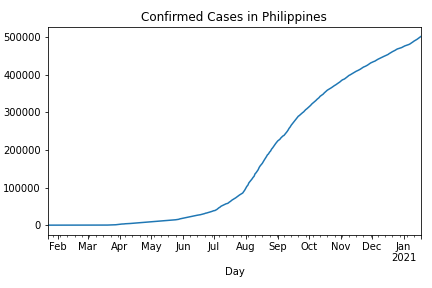 Confirmed Cases in Philippines
500000
400000
300000
200000
100000
0
Feb Mar Apr May Jun Jul Aug Sep Oct Nov Dec Jan
2021
Day